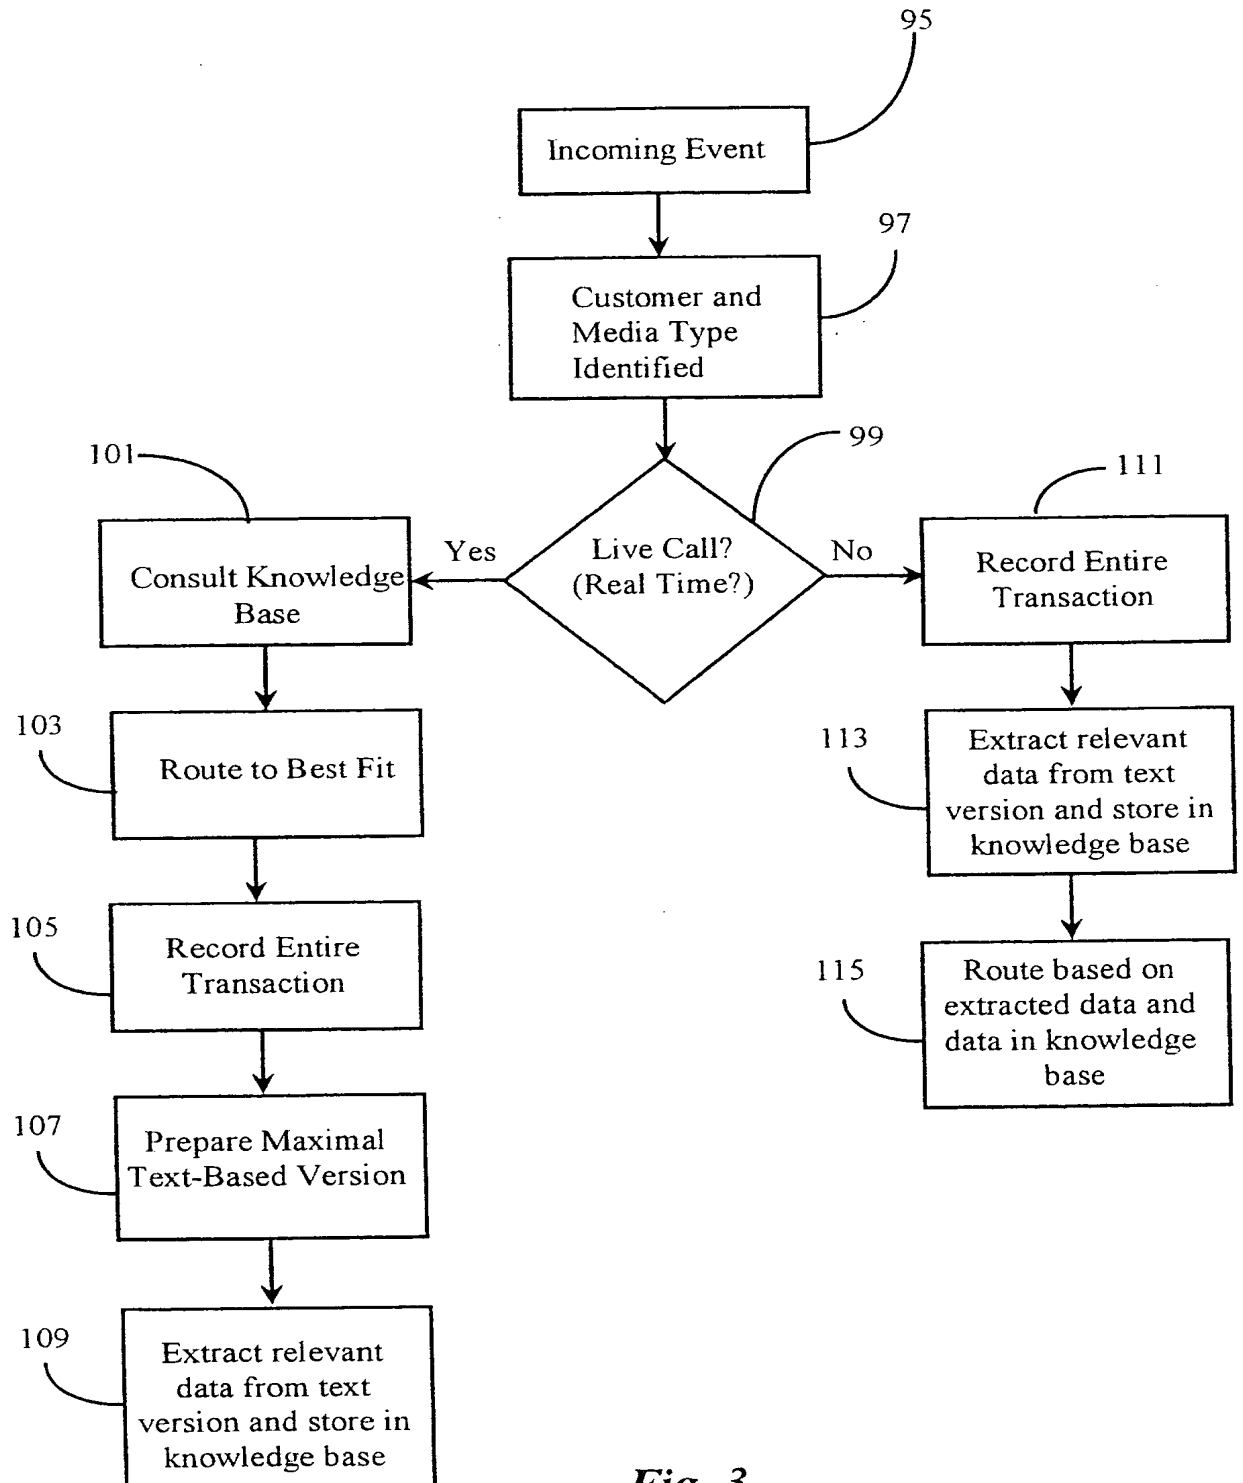 95
Incoming Event
97
Customer and
Media Type
Identified
99
101
111
Yes
Live Call?
(Real Time?)
No
Consult Knowledge
Base
Record Entire
Transaction
103
Route to Best Fit
113
Extract relevant
data from text
version and store in
knowledge base
105
Record Entire
Transaction
115
Route based on
extracted data and
data in knowledge
base
107
Prepare Maximal
Text-Based Version
109
Extract relevant
data from text
version and store in
knowledge base
Fig. 3